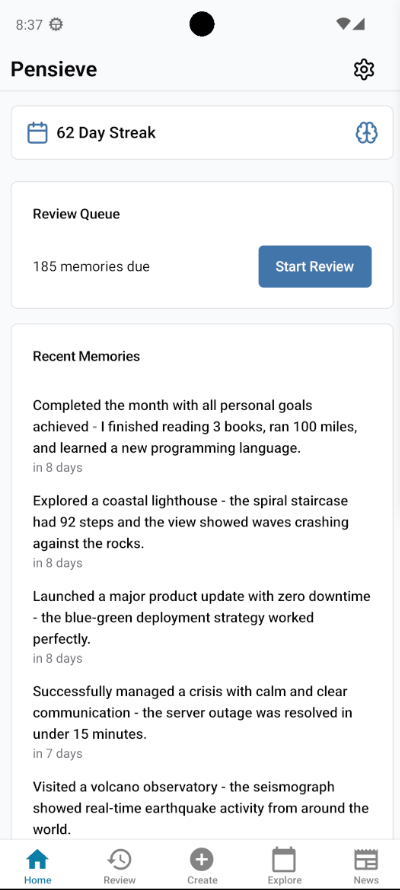 8:37
Pensieve
62 Day Streak
Review Queue
185 memories due
Start Review
Recent Memories
Completed the month with all personal goals
achieved - I finished reading 3 books, ran 100 miles,
and learned a new programming language.
in 8 days
Explored a coastal lighthouse - the spiral staircase
had 92 steps and the view showed waves crashing
against the rocks.
in 8 days
Launched a major product update with zero downtime
- the blue-green deployment strategy worked
perfectly.
in 8 days
Successfully managed a crisis with calm and clear
communication - the server outage was resolved in
under 15 minutes.
in 7 days
Visited a volcano observatory - the seismograph
showed real-time earthquake activity from around the
world.
Home
Review
Create
Explore
News